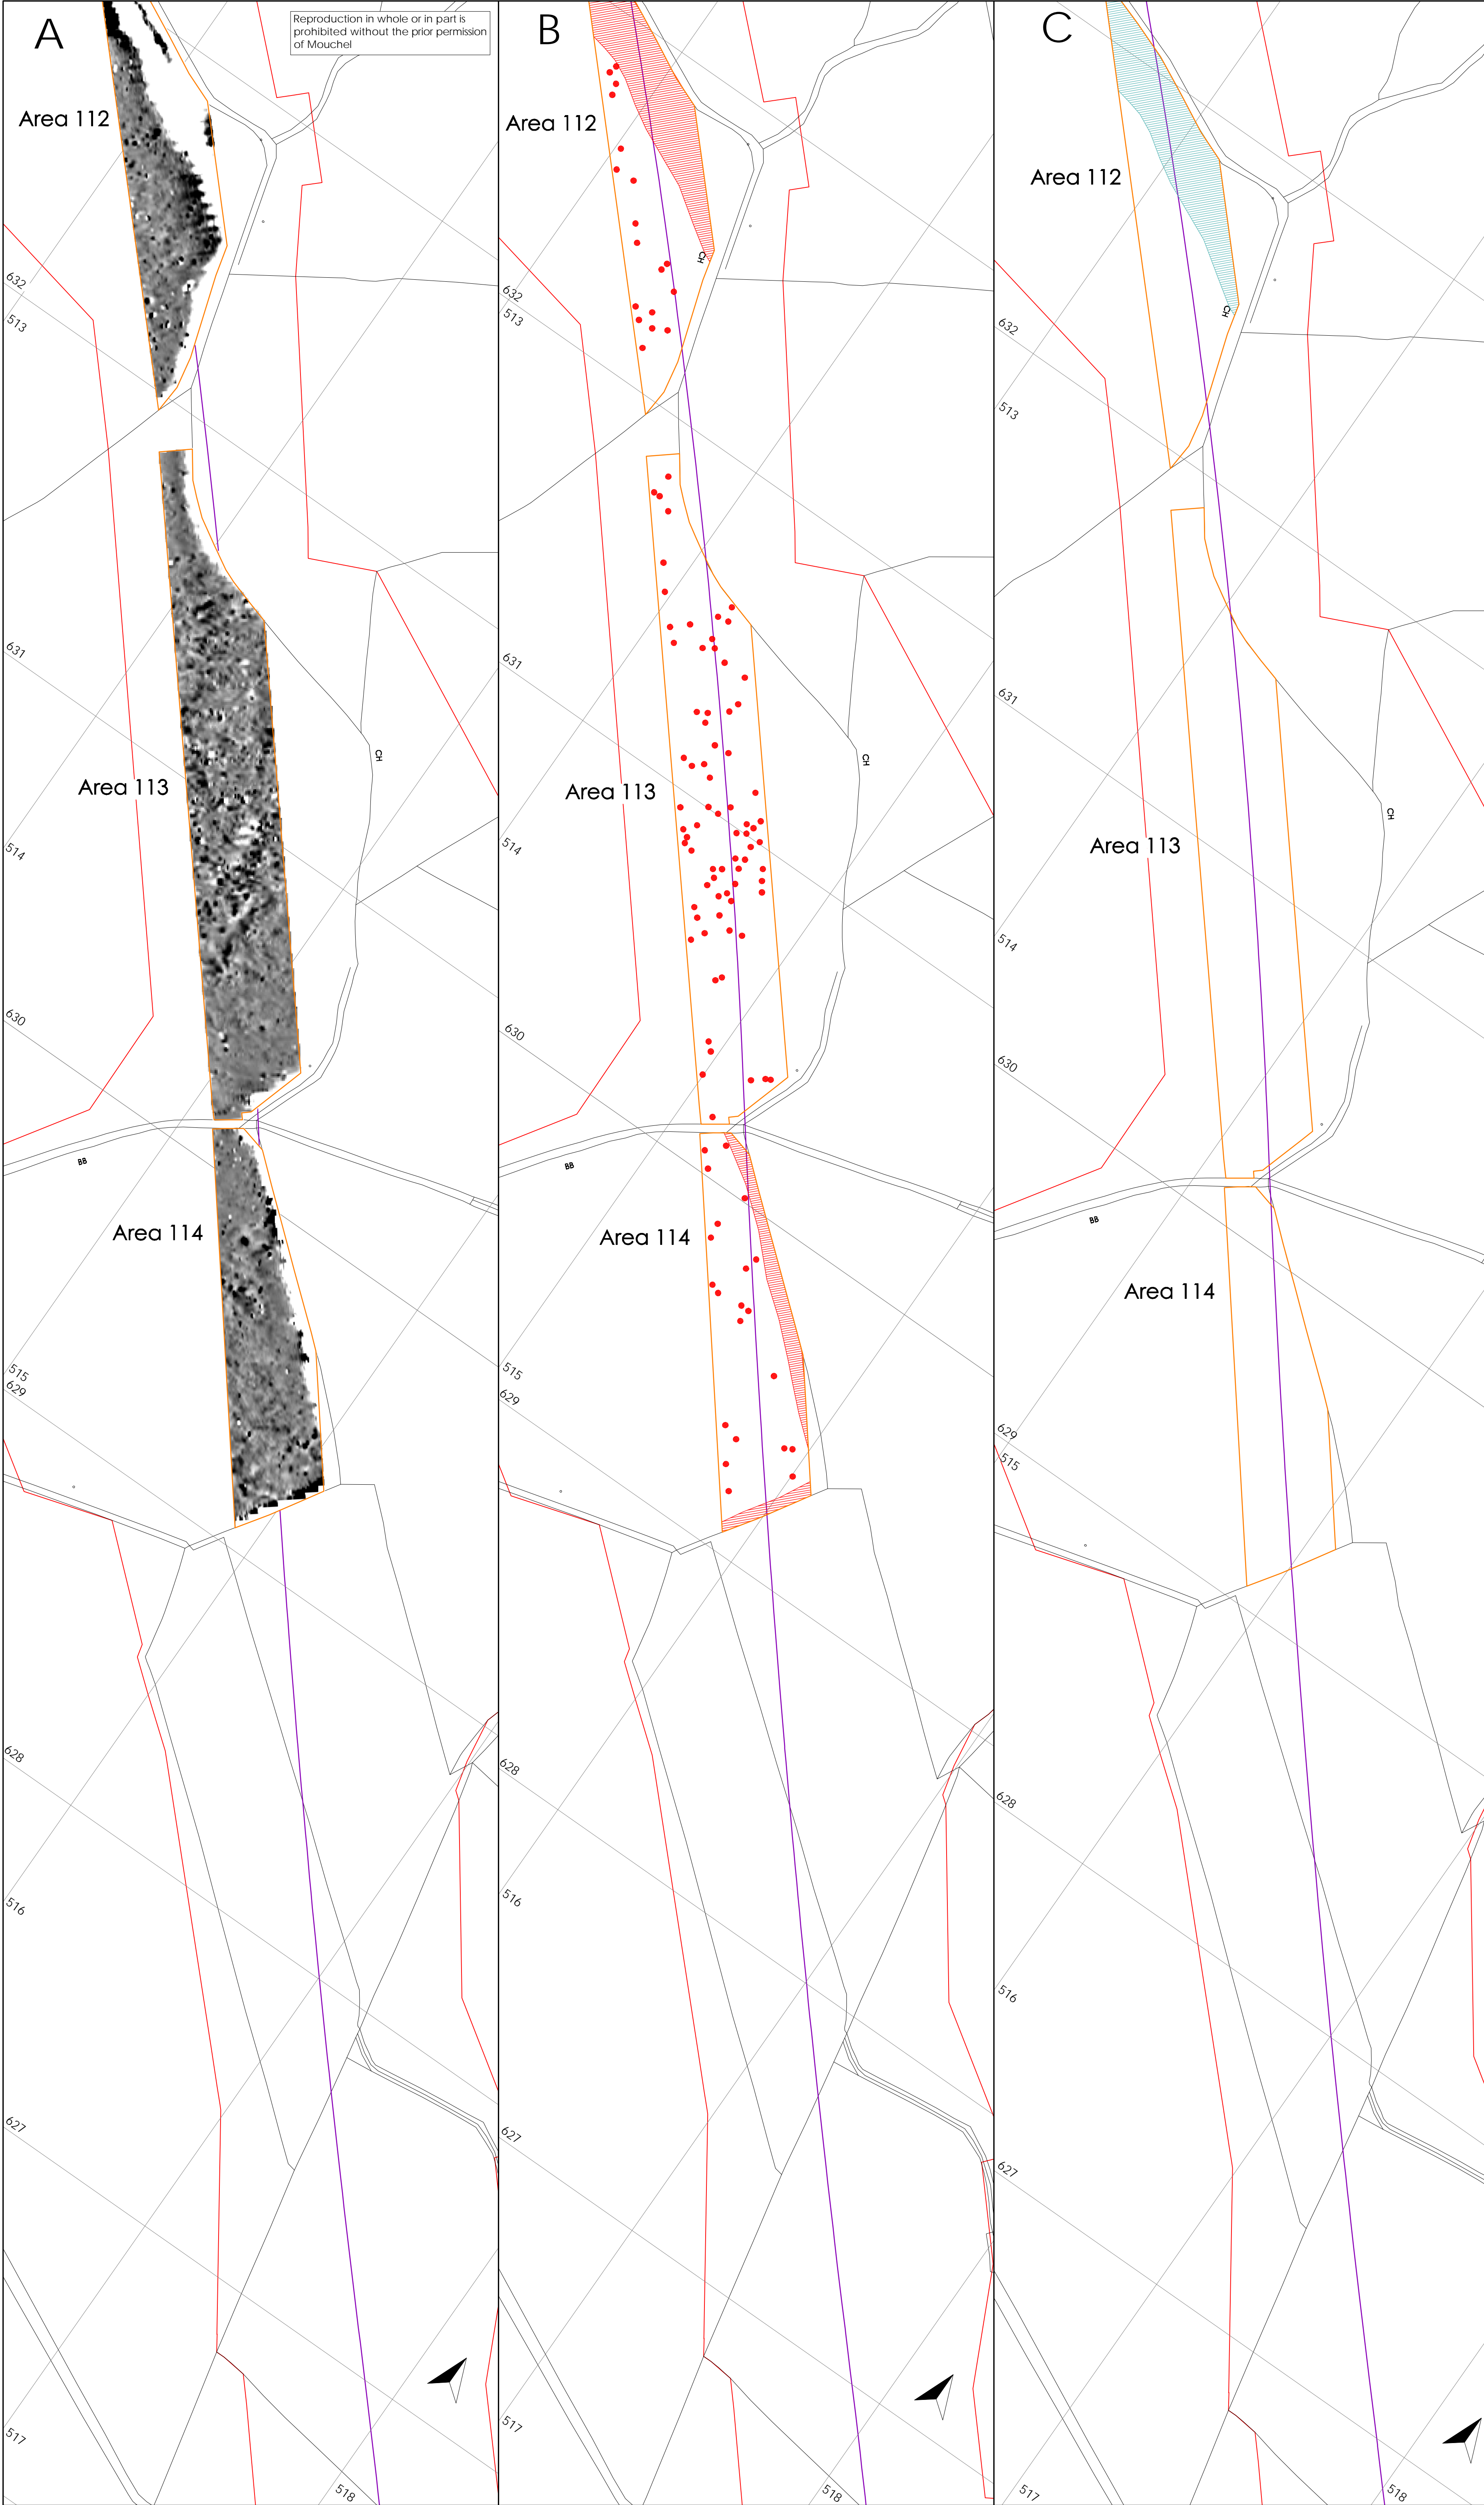 A
Reproduction in whole or in part is
prohibited without the prior permission
of Mouchel
Area 112
632
513
631
CH
Area 113
514
630
BB
Area 114
515
629
628
516
627
517
518
B
Area 112
CH
632
513
631
CH
Area 113
514
630
BB
Area 114
515
629
628
516
627
517
518
C
Area 112
CH
632
513
631
CH
Area 113
514
630
BB
Area 114
629
515
628
516
627
517
518